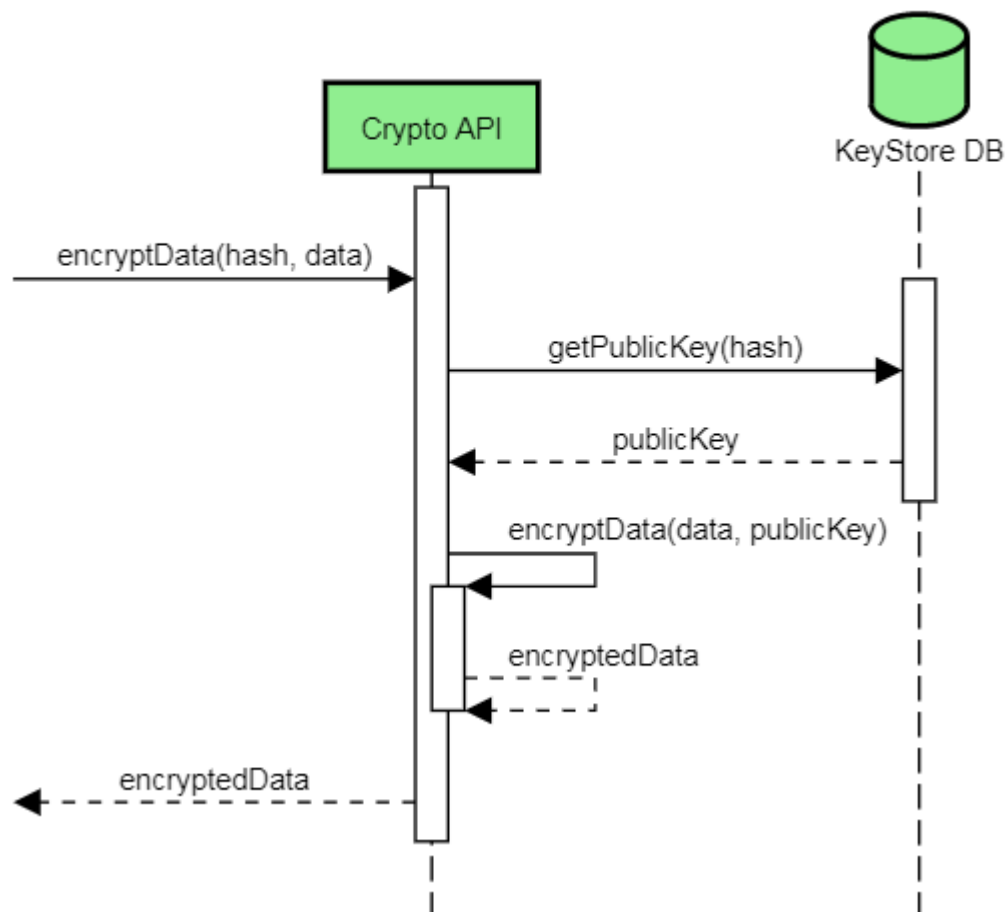 Crypto API
KeyStore DB
encryptData(hash, data)
getPublicKey(hash)
publicKey
encryptData(data, publicKey)
encryptedData
encryptedData